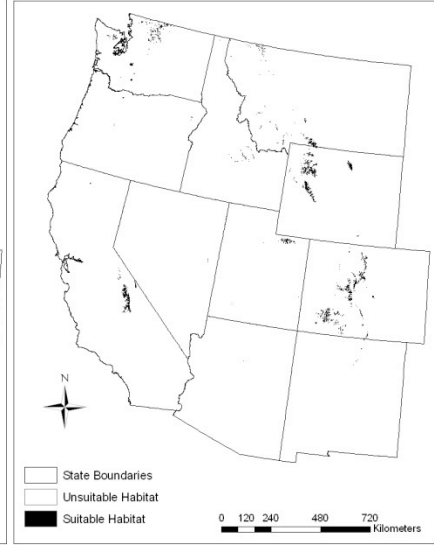 N
State Boundaries
Unsuitable Habitat
Suitable Habitat
0 120 240 480 720
Kilometers